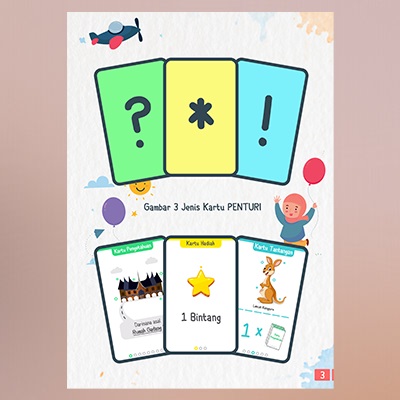 ? * !
Gambar 3 Jenis Kartu PENTURI
Kartu Pengetahuan
Kartu Hadiah
Kartu Tantangan
1 Bintang
Darimana asal
Rumah Gadang
Lompat Kanguru
1 x
3